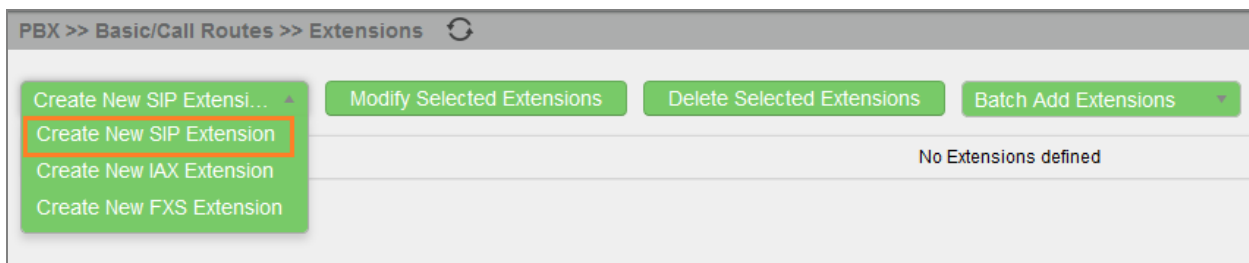 PBX >> Basic/Call Routes >> Extensions
Create New SIP Extensi... Modify Selected Extensions Delete Selected Extensions Batch Add Extensions
Create New SIP Extension
No Extensions defined
Create New IAX Extension
Create New FXS Extension